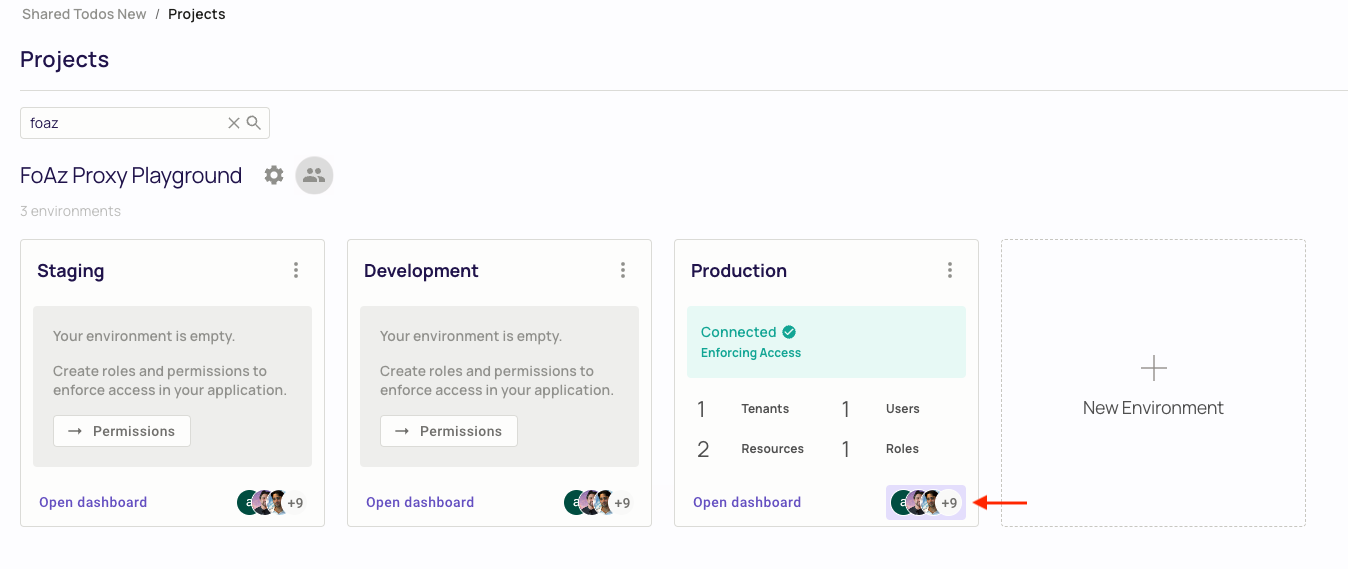 Shared Todos New / Projects
Projects
foaz
FoAz Proxy Playground
3 environments
Staging
Your environment is empty.
Create roles and permissions to
enforce access in your application.
→ Permissions
Open dashboard
a +9
Development
Your environment is empty.
Create roles and permissions to
enforce access in your application.
→ Permissions
Open dashboard
a +9
Production
Connected
Enforcing Access
1 Tenants 1 Users
2 Resources 1 Roles
Open dashboard
a +9
New Environment